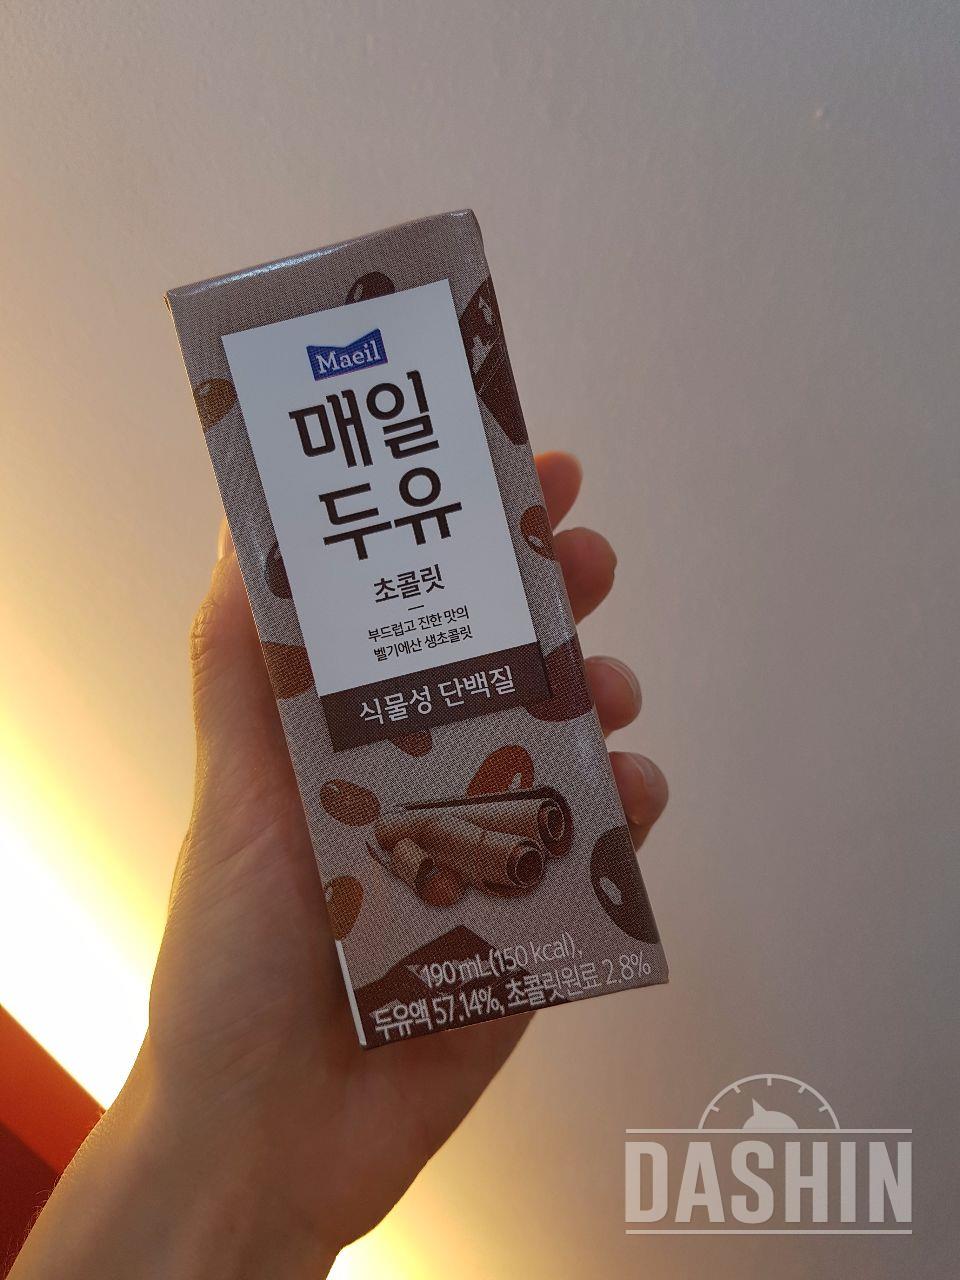 Maeil
매일
두유
초콜릿
부드럽고 진한 맛의
벨기에산 생초콜릿
식물성 단백질
190 mL(150 kcal),
두유액 57.14%, 초콜릿원료 2.8%
DASHIN